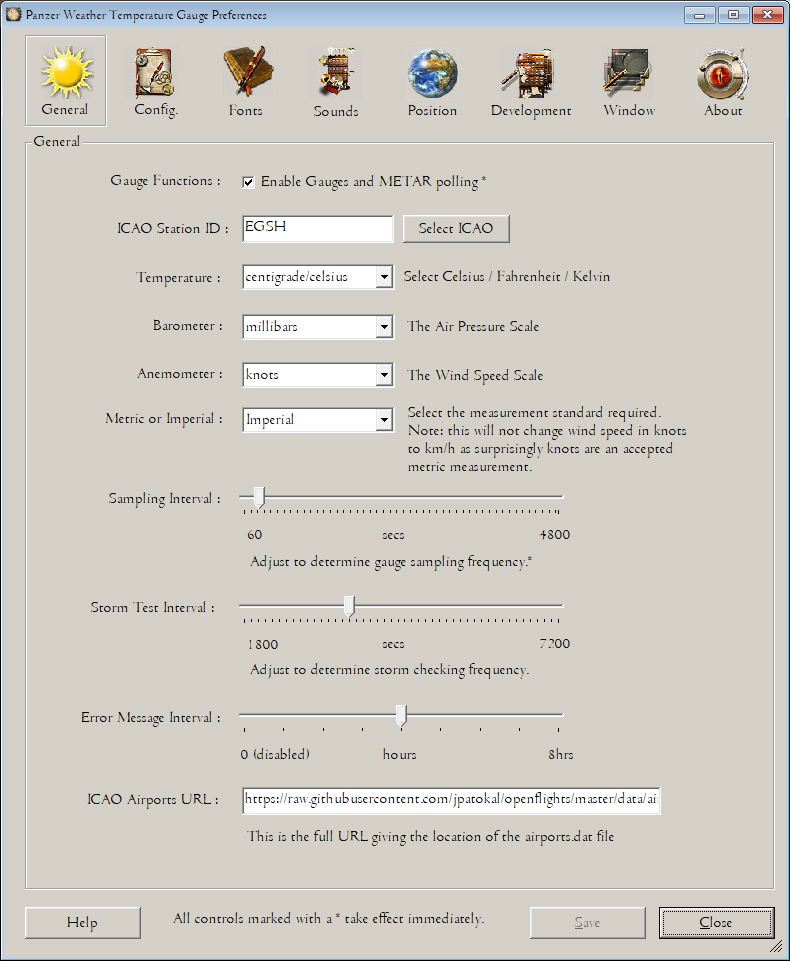 Panzer Weather Temperature Gauge Preferences
General
Config.
Fonts
Sounds
Position
Development
Window
About
General
Gauge Functions : Enable Gauges and METAR polling *
ICAO Station ID : EGSH Select ICAO
Temperature : centigrade/celsius Select Celsius / Fahrenheit / Kelvin
Barometer : millibars The Air Pressure Scale
Anemometer : knots The Wind Speed Scale
Metric or Imperial : Imperial Select the measurement standard required.
Note: this will not change wind speed in knots
to km/h as surprisingly knots are an accepted
metric measurement.
Sampling Interval :
60 secs 4800
Adjust to determine gauge sampling frequency.*
Storm Test Interval :
1800 secs 7200
Adjust to determine storm checking frequency.
Error Message Interval :
0 (disabled) hours 8hrs
ICAO Airports URL : https://raw.githubusercontent.com/jpatokal/openflights/master/data/ai
This is the full URL giving the location of the airports.dat file
Help All controls marked with a * take effect immediately. Save Close